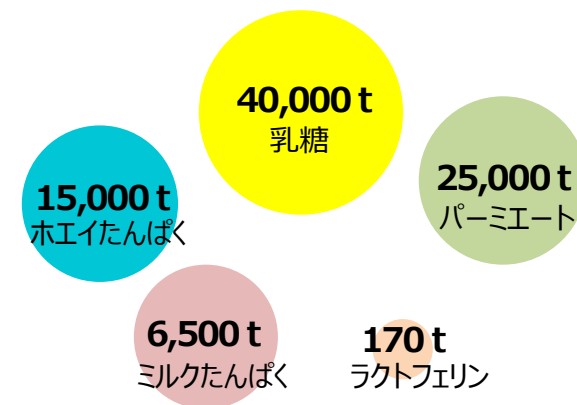 40,000 t
乳糖
15,000 t
ホエイたんぱく
25,000 t
パーミエート
6,500 t
ミルクたんぱく
170 t
ラクトフェリン